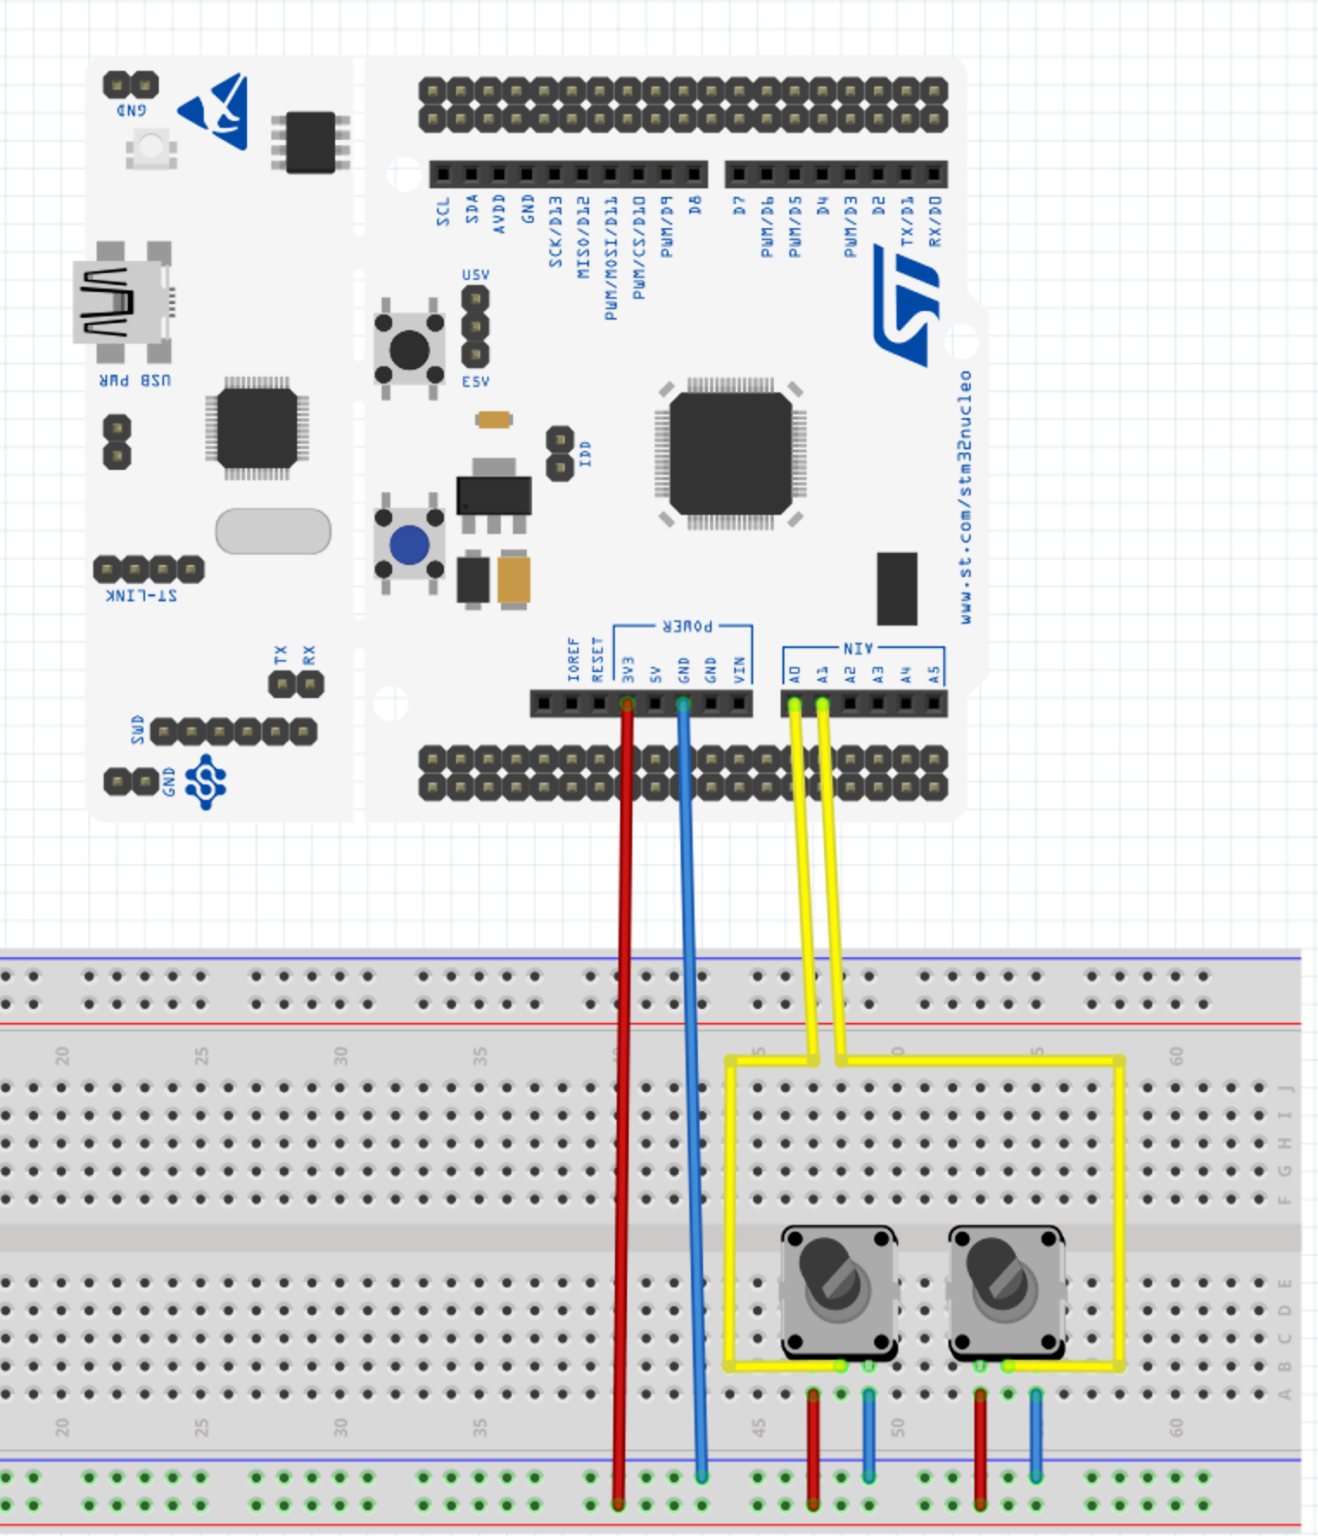 GND
SCL
SDA
AVDD
GND
SCK/D13
MISO/D12
PWM/MOSI/D11
PWM/CS/D10
PWM/D9
D8
D7
PWM/D6
PWM/D5
D4
PWM/D3
D2
TX/D1
RX/D0
U5V
ST
USB PWR
E5V
IDD
www.st.com/stm32nucleo
ST-LINK
POWER
AIN
TX
RX
IOREF
RESET
3V3
5V
GND
GND
VIN
A0
A1
A2
A3
A4
A5
SWD
GND
20
25
30
35
60
J
I
H
G
F
E
D
C
B
A
20
25
30
35
45
50
60